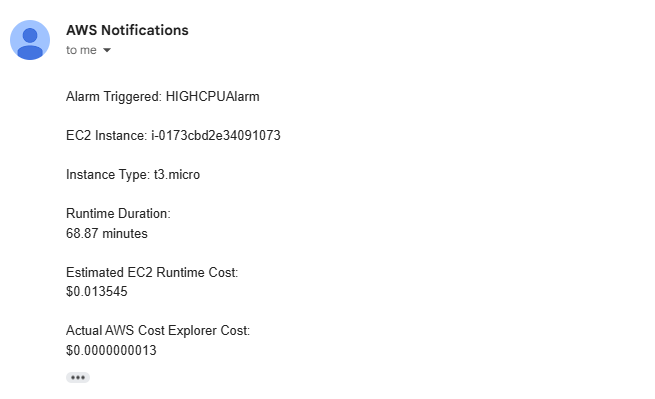 AWS Notifications
to me
Alarm Triggered: HIGHCPUAlarm
EC2 Instance: i-0173cbd2e34091073
Instance Type: t3.micro
Runtime Duration:
68.87 minutes
Estimated EC2 Runtime Cost:
$0.013545
Actual AWS Cost Explorer Cost:
$0.0000000013